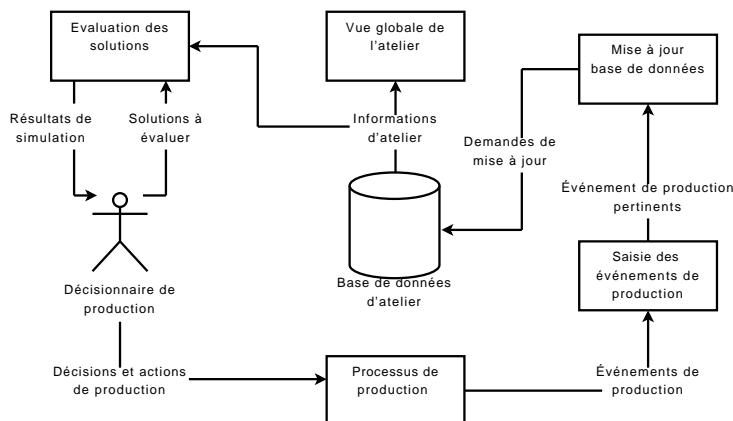 Evaluation des
solutions
Vue globale de
l'atelier
Mise à jour
base de données
Résultats de
simulation
Solutions à
évaluer
Informations
d'atelier
Demandes de
mise à jour
Événement de production
pertinents
Saisie des
événements de
production
Base de données
d'atelier
Décisionnaire de
production
Décisions et actions
de production
Processus de
production
Événements de
production